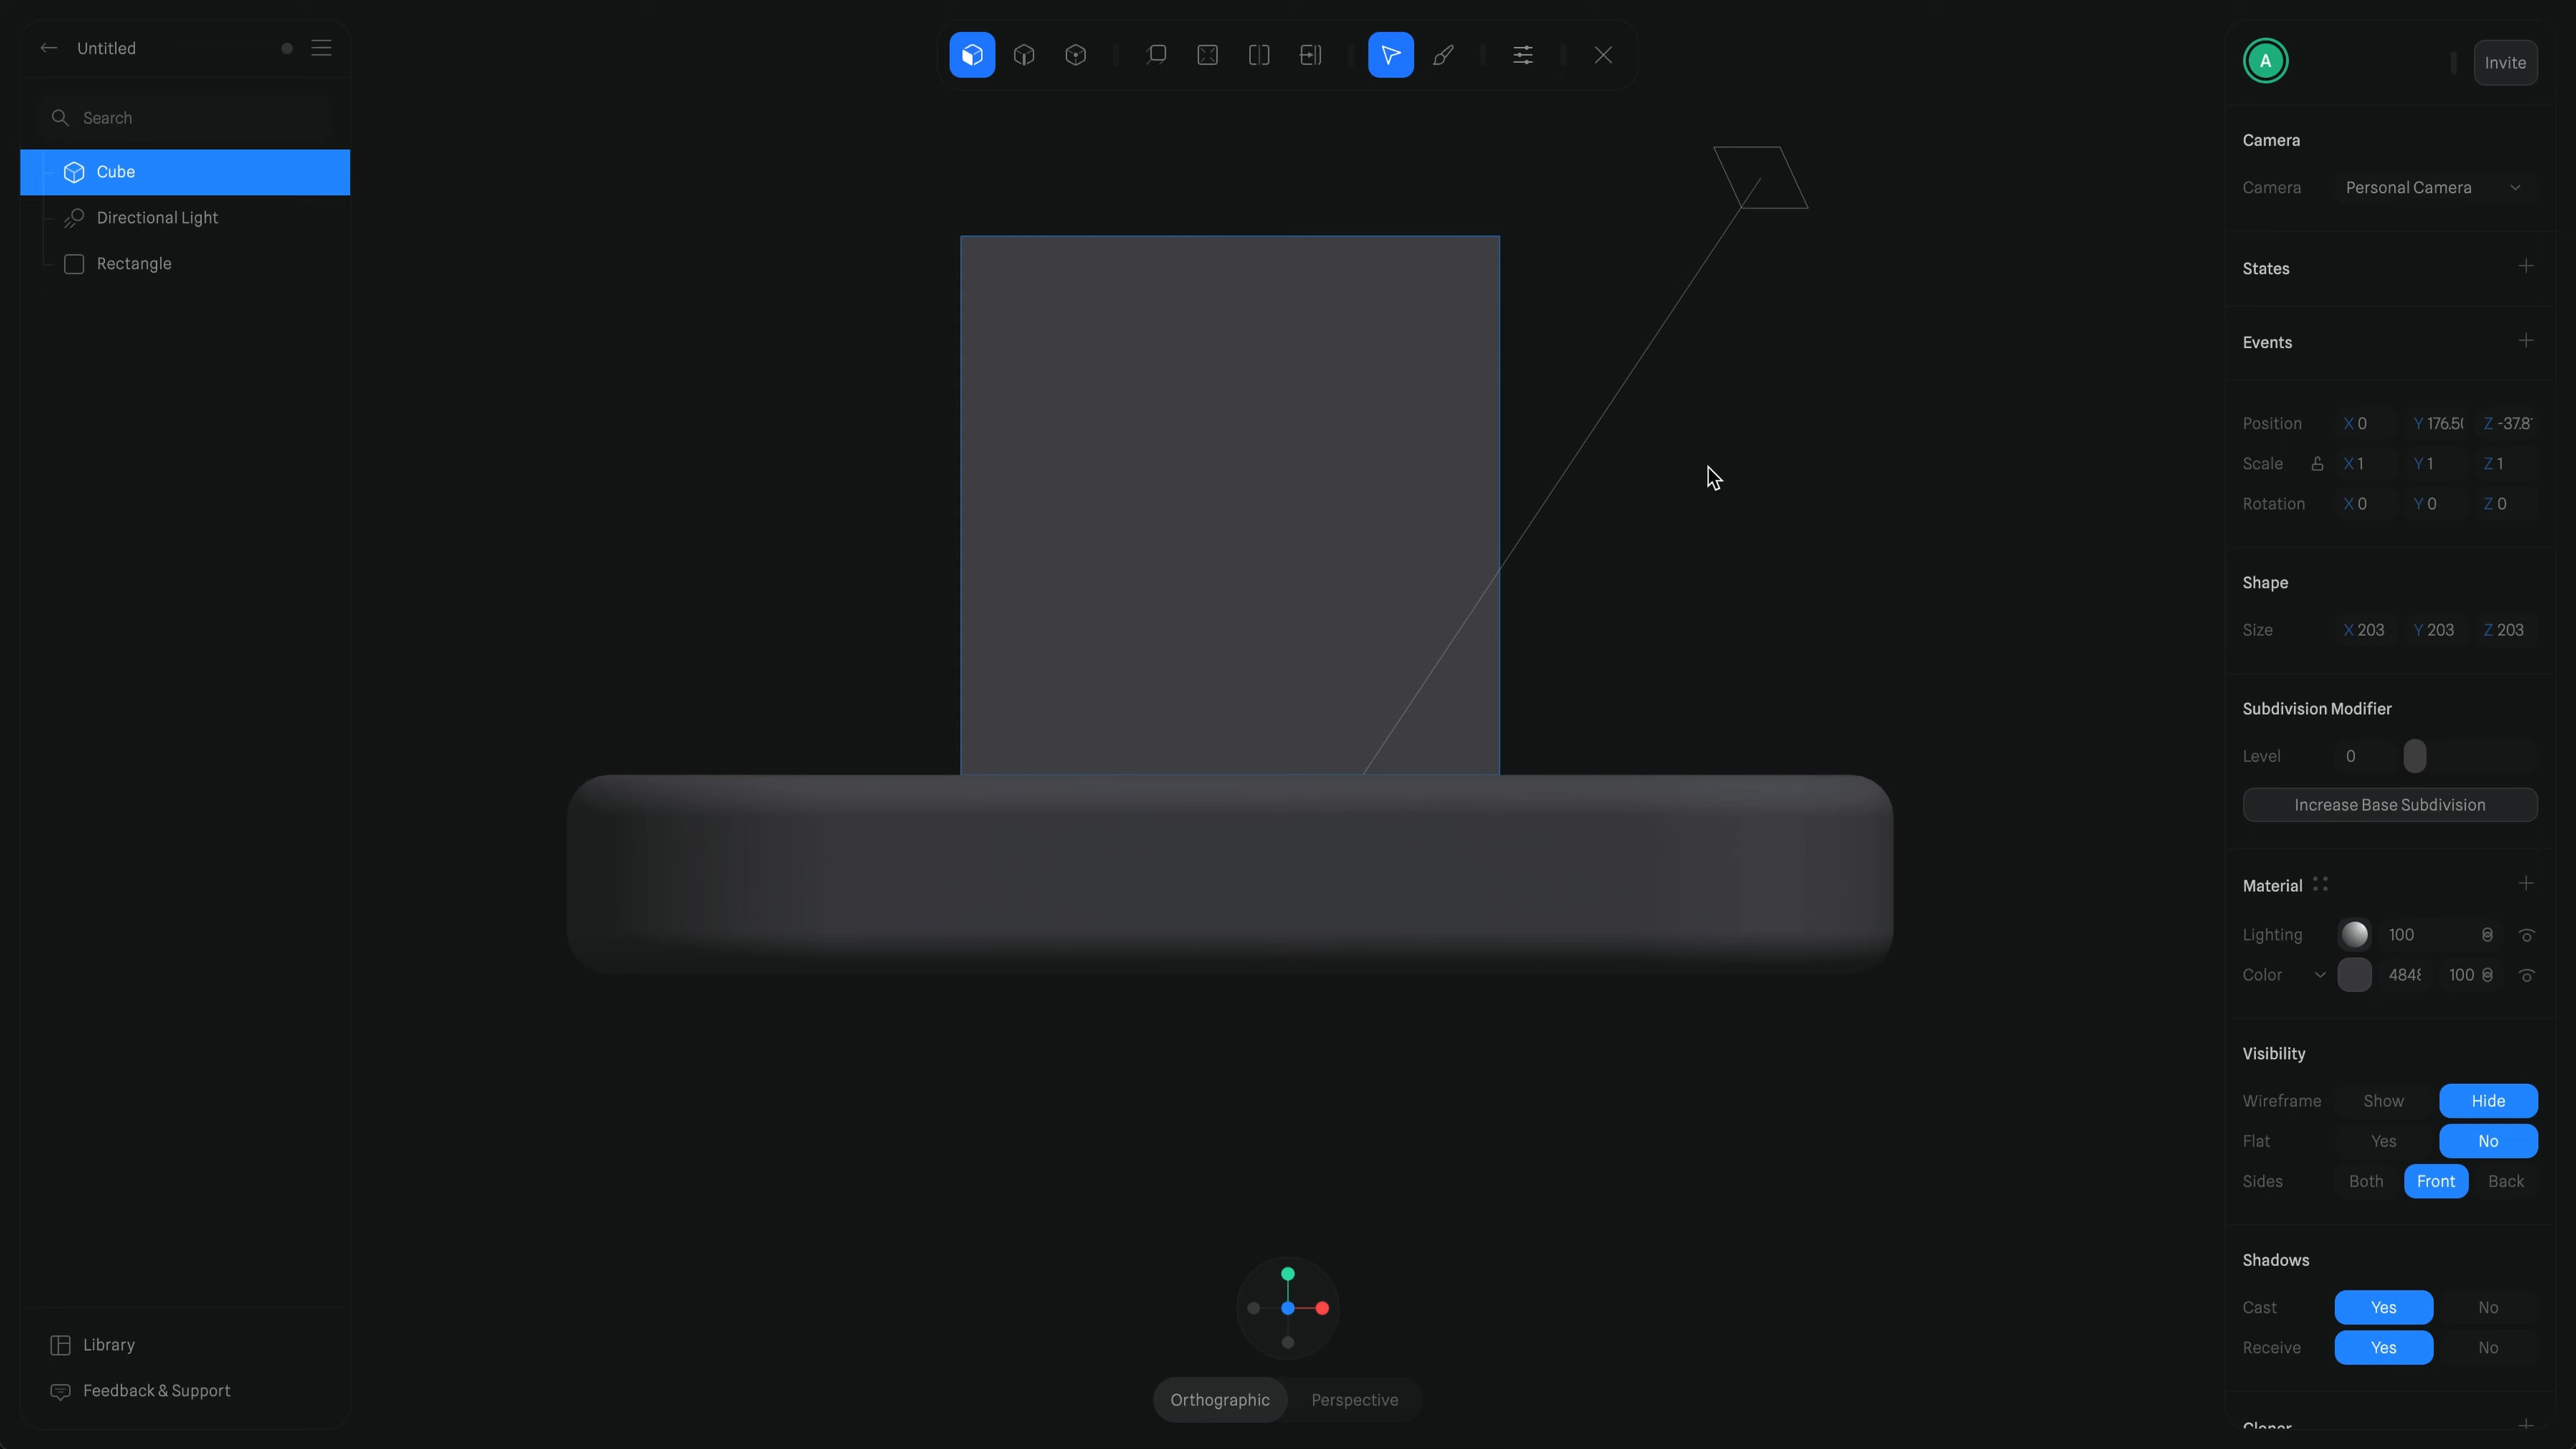 Untitled
Search
Cube
Directional Light
Rectangle
Library
Feedback & Support
Orthographic
Perspective
A
Invite
Camera
Camera Personal Camera
States
Events
Position X 0 Y 176.5 Z -37.8
Scale X 1 Y 1 Z 1
Rotation X 0 Y 0 Z 0
Shape
Size X 203 Y 203 Z 203
Subdivision Modifier
Level 0
Increase Base Subdivision
Material
Lighting 100
Color 4848 100
Visibility
Wireframe Show Hide
Flat Yes No
Sides Both Front Back
Shadows
Cast Yes No
Receive Yes No
Cloner